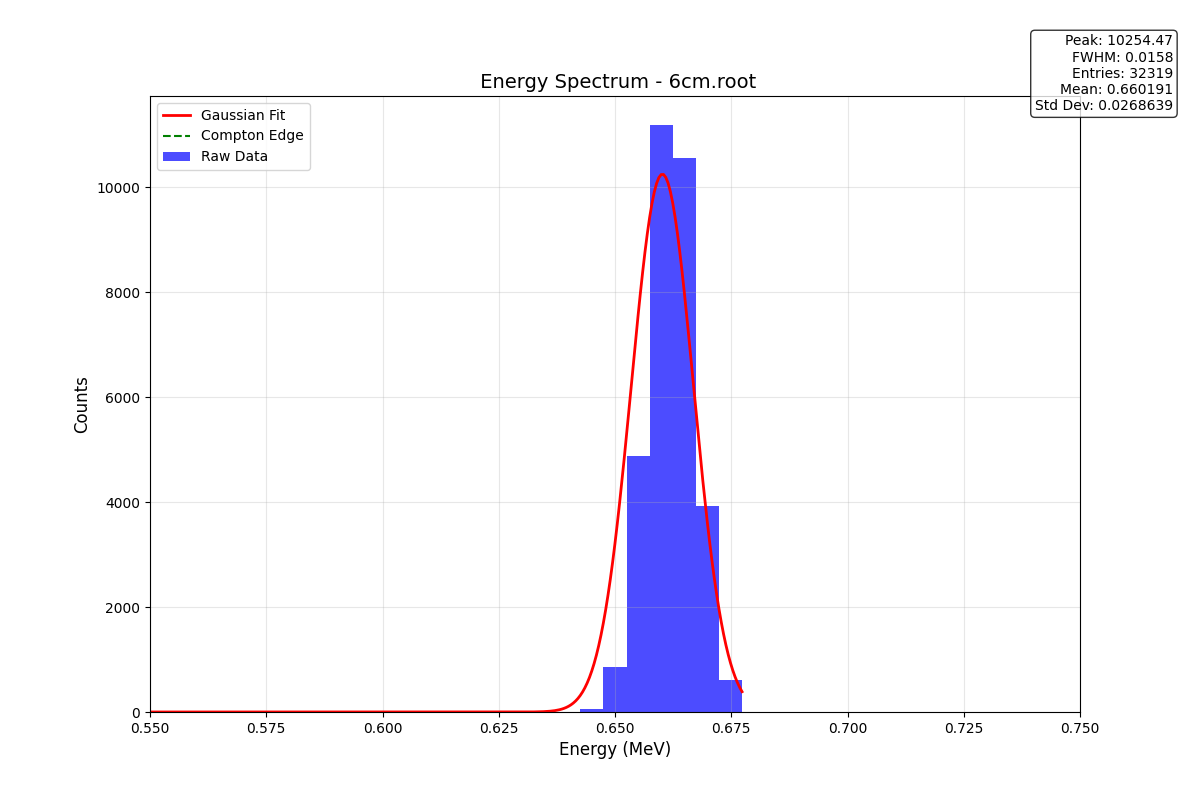 Peak: 10254.47
FWHM: 0.0158
Entries: 32319
Mean: 0.660191
Std Dev: 0.0268639
Energy Spectrum - 6cm.root
Gaussian Fit
Compton Edge
Raw Data
10000
8000
6000
4000
2000
0
Counts
0.550 0.575 0.600 0.625 0.650 0.675 0.700 0.725 0.750
Energy (MeV)